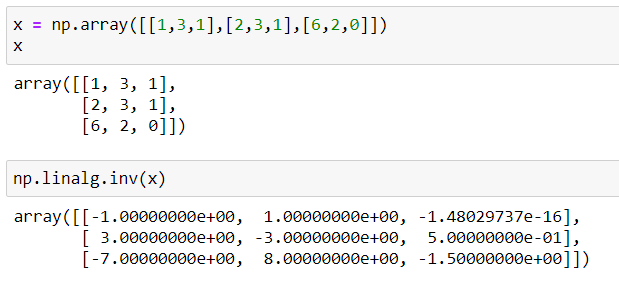 x = np.array([[1,3,1],[2,3,1],[6,2,0]])
x
array([[1, 3, 1],
       [2, 3, 1],
       [6, 2, 0]])
np.linalg.inv(x)
array([[-1.00000000e+00,  1.00000000e+00, -1.48029737e-16],
       [ 3.00000000e+00, -3.00000000e+00,  5.00000000e-01],
       [-7.00000000e+00,  8.00000000e+00, -1.50000000e+00]])